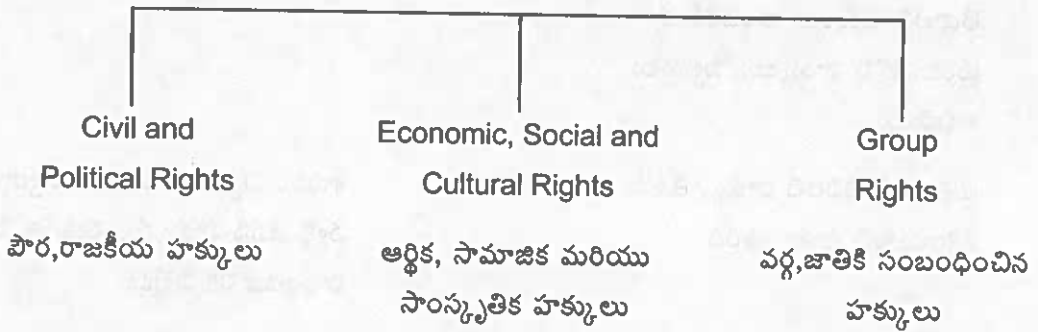 Civil and
Political Rights
పౌర,రాజకీయ హక్కులు
Economic, Social and
Cultural Rights
ఆర్థిక, సామాజిక మరియు
సాంస్కృతిక హక్కులు
Group
Rights
వర్గ,జాతికి సంబంధించిన
హక్కులు